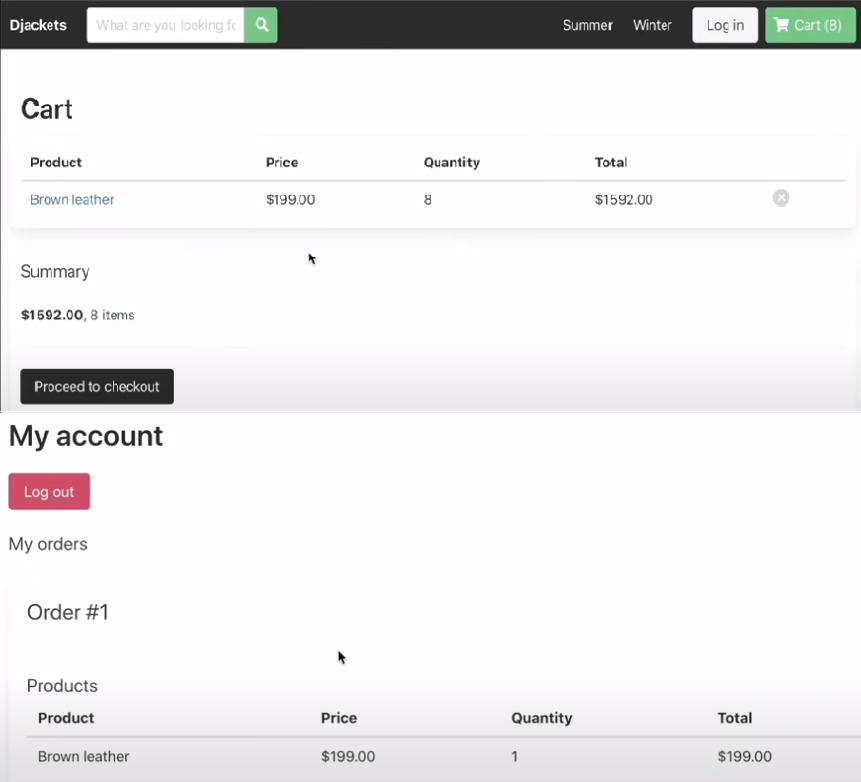 Djackets What are you looking fo Summer Winter Log in Cart (8)
Cart
Product Price Quantity Total
Brown leather $199.00 8 $1592.00
Summary
$1592.00, 8 items
Proceed to checkout
My account
Log out
My orders
Order #1
Products
Product Price Quantity Total
Brown leather $199.00 1 $199.00